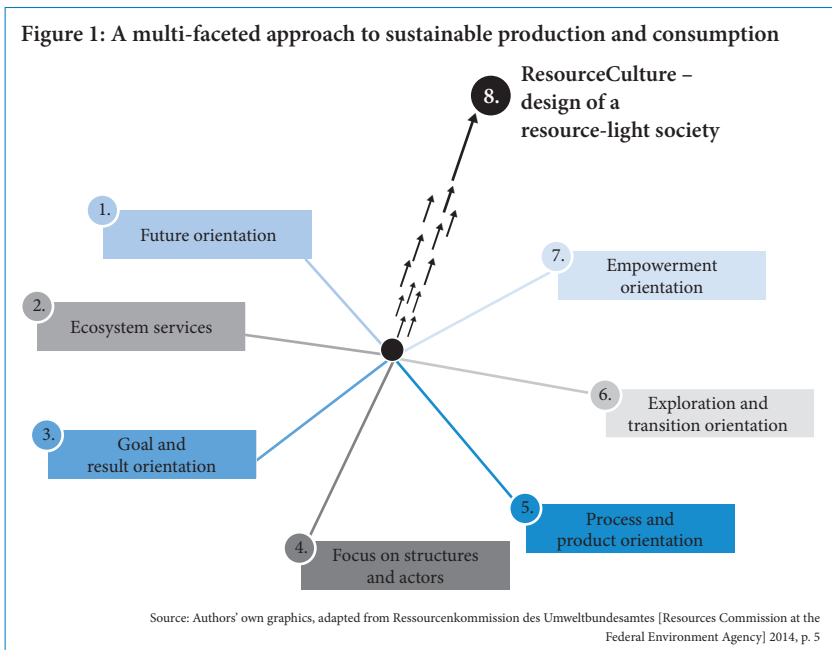 Figure 1: A multi-faceted approach to sustainable production and consumption
8.
ResourceCulture –
design of a
resource-light society
1.
Future orientation
2.
Ecosystem services
3.
Goal and
result orientation
4.
Focus on structures
and actors
5.
Process and
product orientation
6.
Exploration and
transition orientation
7.
Empowerment
orientation
Source: Authors' own graphics, adapted from Ressourcenkommission des Umweltbundesamtes [Resources Commission at the
Federal Environment Agency] 2014, p. 5